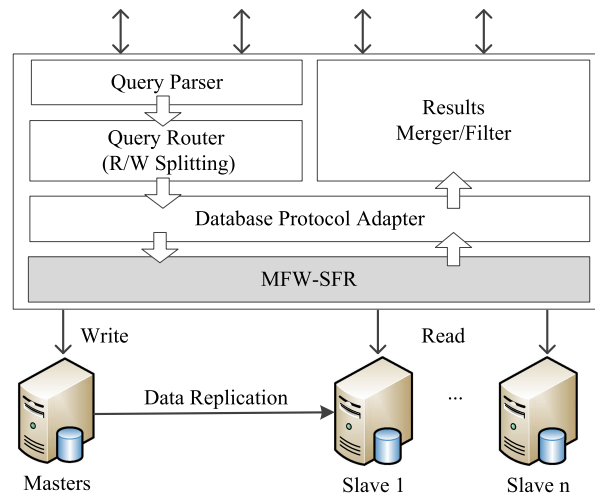 Query Parser
Query Router
(R/W Splitting)
Results
Merger/Filter
Database Protocol Adapter
MFW-SFR
Write
Read
Data Replication
...
Masters
Slave 1
Slave n